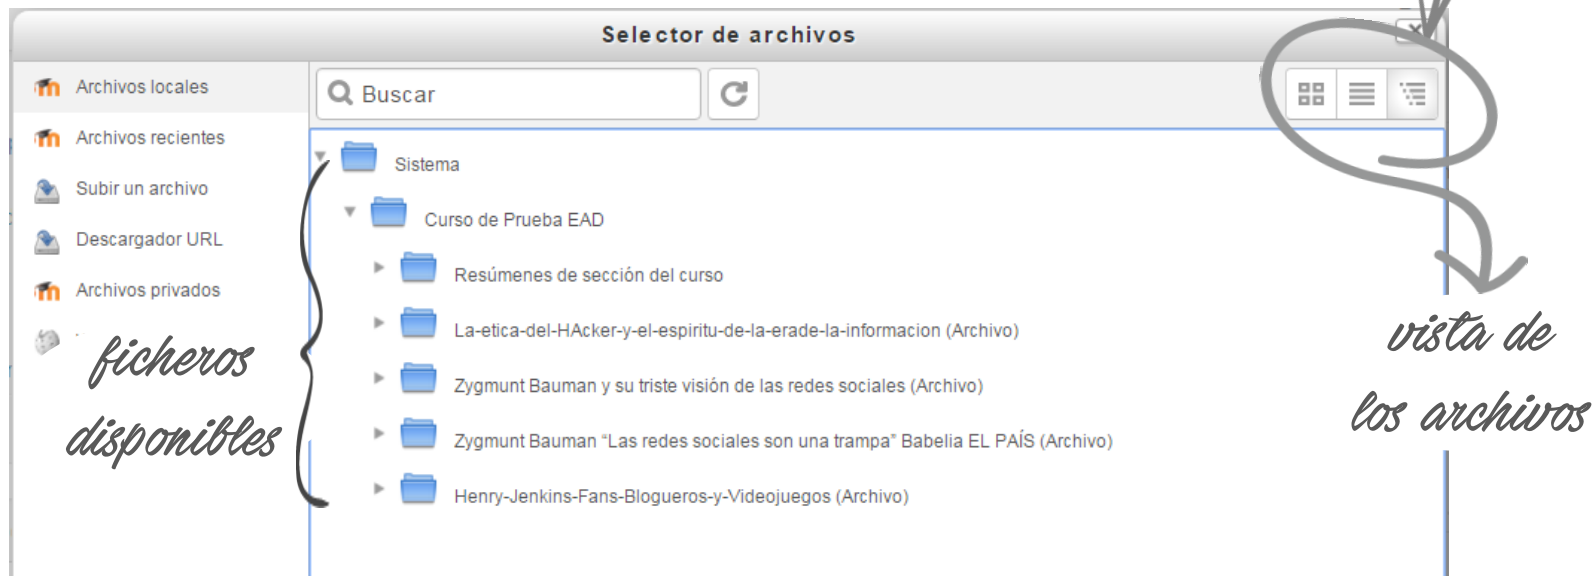 Selector de archivos
Archivos locales
Archivos recientes
Subir un archivo
Descargador URL
Archivos privados
ficheros
disponibles
Buscar
Sistema
Curso de Prueba EAD
Resúmenes de sección del curso
La-etica-del-HAcker-y-el-espiritu-de-la-erade-la-informacion (Archivo)
Zygmunt Bauman y su triste visión de las redes sociales (Archivo)
Zygmunt Bauman “Las redes sociales son una trampa” Babelia EL PAÍS (Archivo)
Henry-Jenkins-Fans-Blogueros-y-Videojuegos (Archivo)
vista de
los archivos